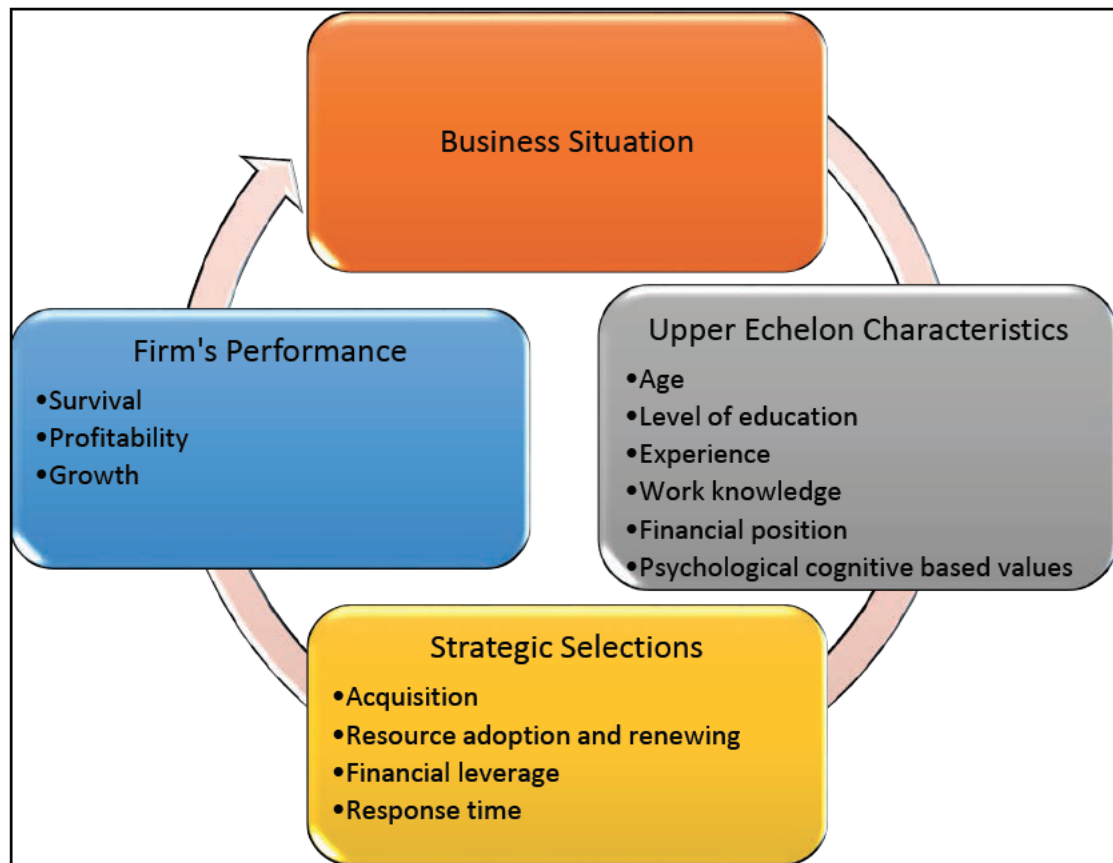 Business Situation
Upper Echelon Characteristics
•Age
•Level of education
•Experience
•Work knowledge
•Financial position
•Psychological cognitive based values
Strategic Selections
•Acquisition
•Resource adoption and renewing
•Financial leverage
•Response time
Firm's Performance
•Survival
•Profitability
•Growth